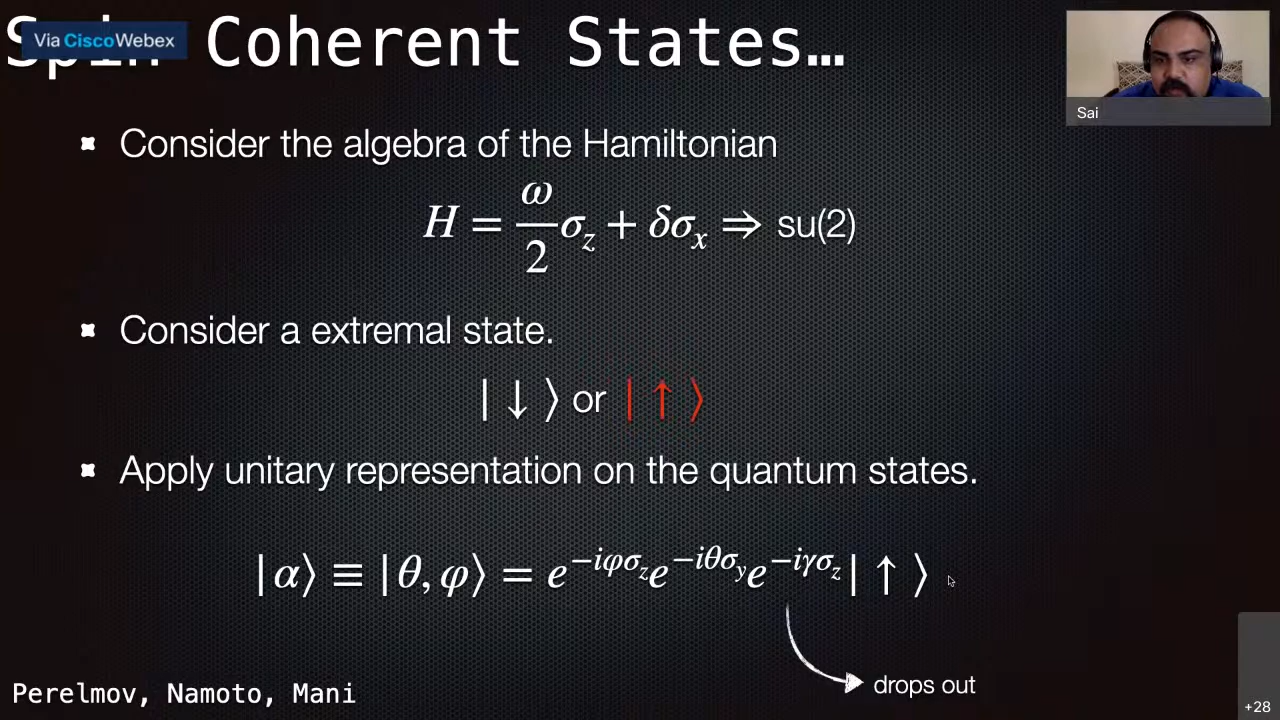 Spin Coherent States…
Via Cisco Webex
Sai
Consider the algebra of the Hamiltonian
H = ω/2 σ_z + δσ_x ⇒ su(2)
Consider a extremal state.
| ↓ ⟩ or | ↑ ⟩
Apply unitary representation on the quantum states.
|α⟩ ≡ |θ, φ⟩ = e^{−iφσ_z} e^{−iθσ_y} e^{−iγσ_z} | ↑ ⟩
drops out
Perelmov, Namoto, Mani
+28